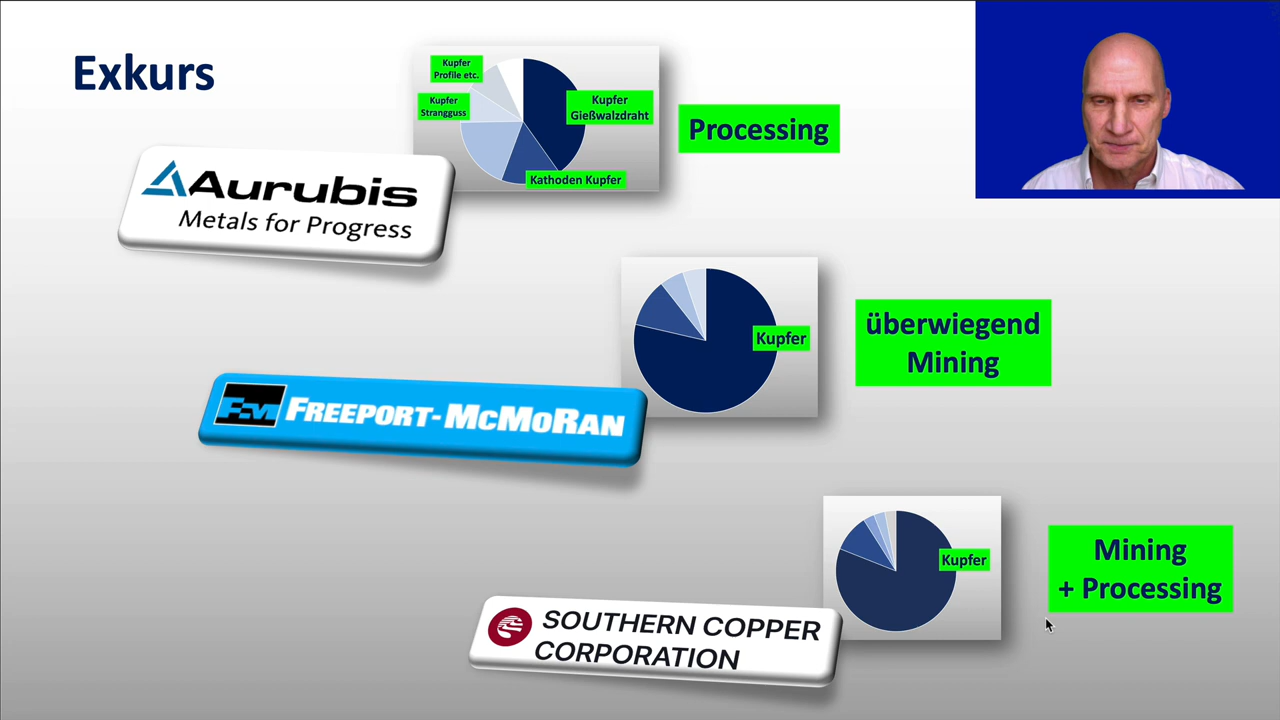 Exkurs
Kupfer
Profile etc.
Kupfer
Strangguss
Kupfer
Gießwalzdraht
Kathoden Kupfer
Processing
Aurubis
Metals for Progress
Kupfer
überwiegend
Mining
FM
FREEPORT-McMoRAN
Kupfer
Mining
+ Processing
SOUTHERN COPPER
CORPORATION